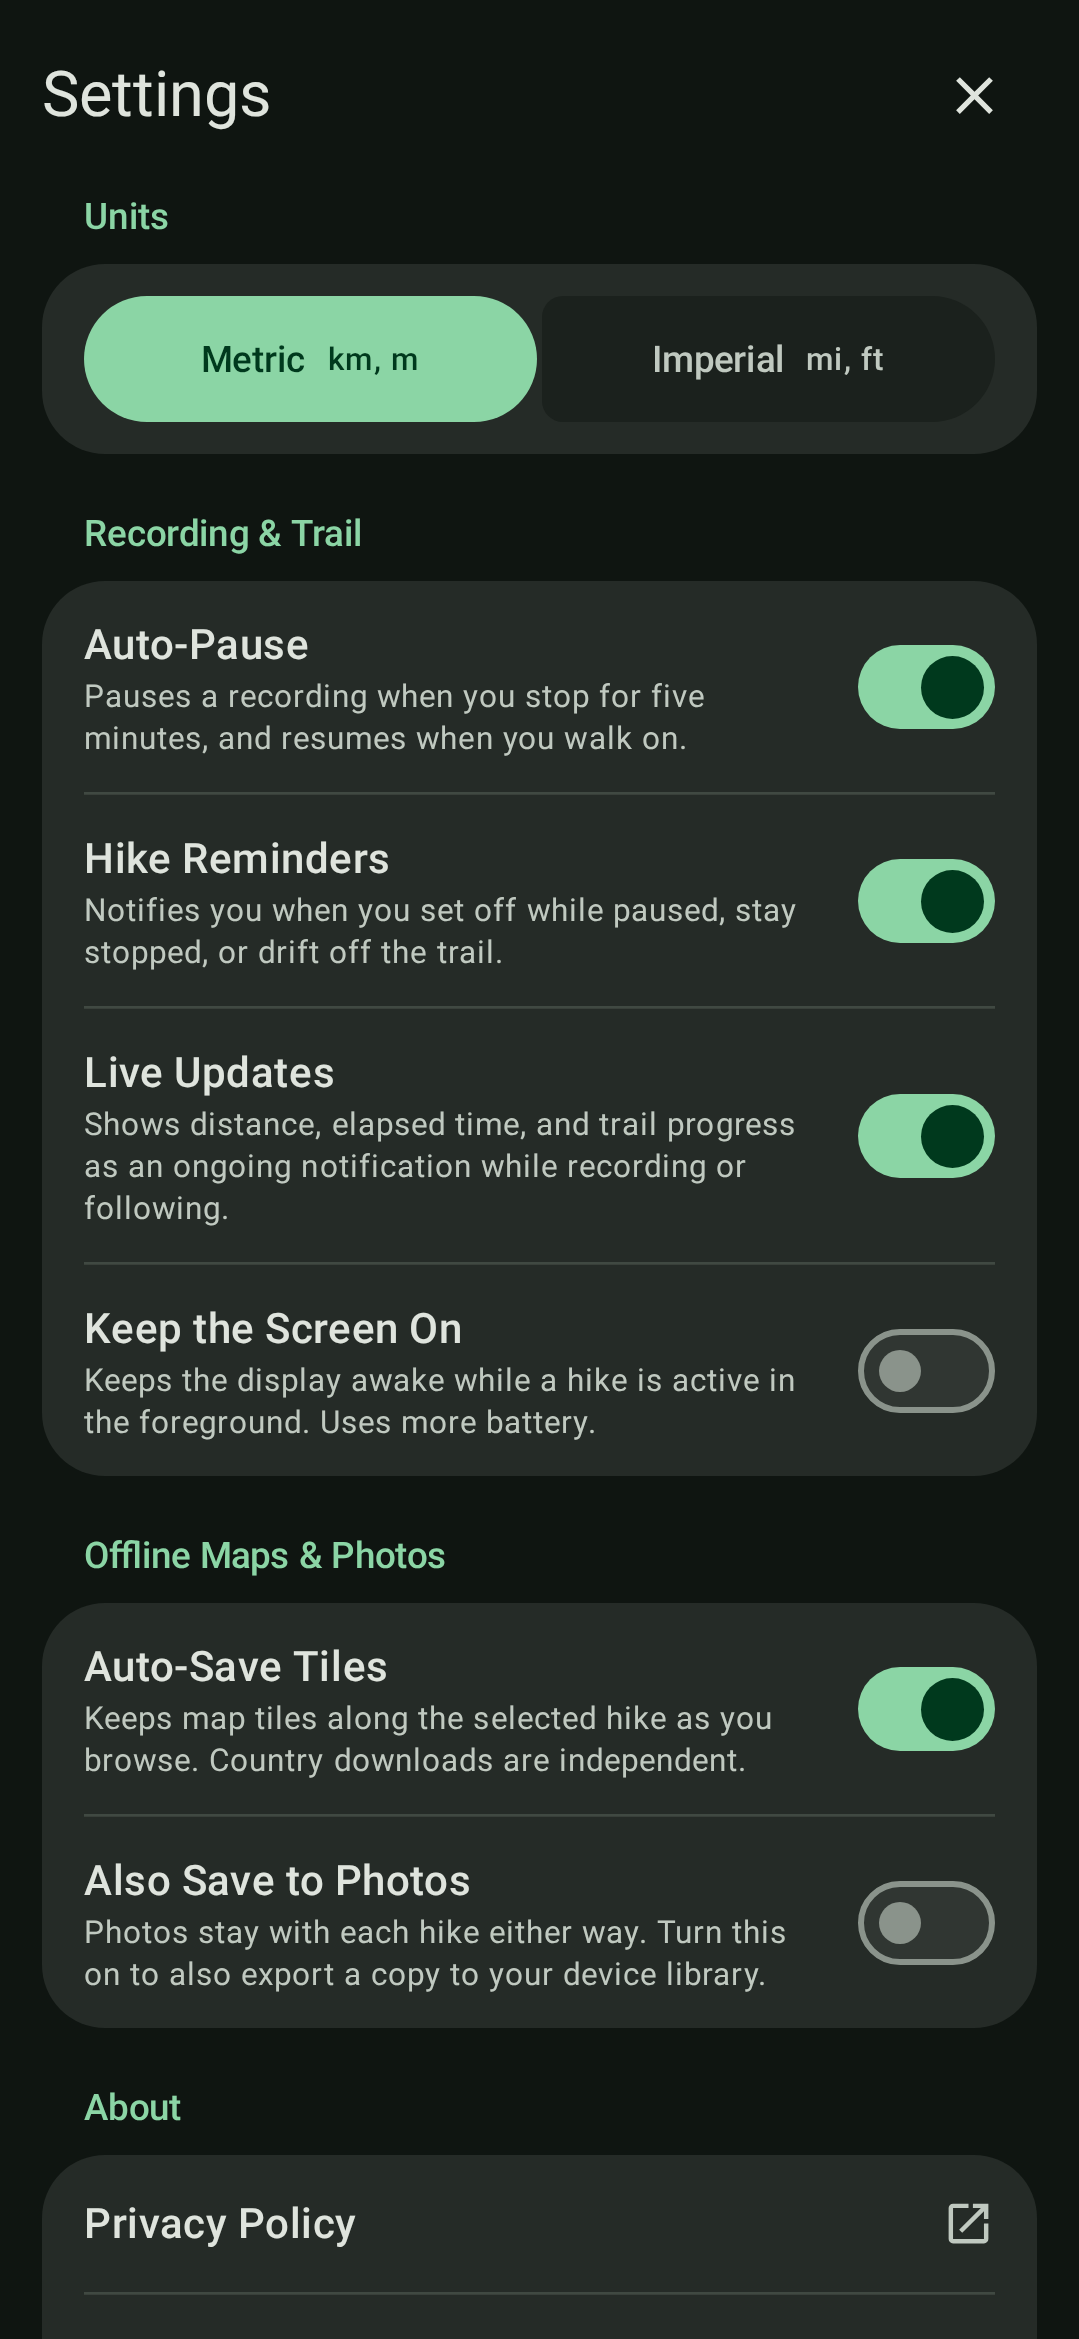 Settings
Units
Metric km, m
Imperial mi, ft
Recording & Trail
Auto-Pause
Pauses a recording when you stop for five
minutes, and resumes when you walk on.
Hike Reminders
Notifies you when you set off while paused, stay
stopped, or drift off the trail.
Live Updates
Shows distance, elapsed time, and trail progress
as an ongoing notification while recording or
following.
Keep the Screen On
Keeps the display awake while a hike is active in
the foreground. Uses more battery.
Offline Maps & Photos
Auto-Save Tiles
Keeps map tiles along the selected hike as you
browse. Country downloads are independent.
Also Save to Photos
Photos stay with each hike either way. Turn this
on to also export a copy to your device library.
About
Privacy Policy